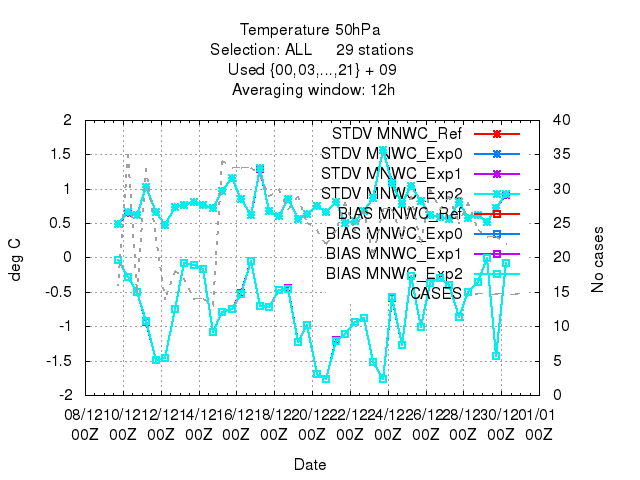 Temperature 50hPa
Selection: ALL 29 stations
Used {00,03,...,21} + 09
Averaging window: 12h
STDV MNWC_Ref
STDV MNWC_Exp0
STDV MNWC_Exp1
STDV MNWC_Exp2
BIAS MNWC_Ref
BIAS MNWC_Exp0
BIAS MNWC_Exp1
BIAS MNWC_Exp2
CASES
2
1.5
1
0.5
0
-0.5
-1
-1.5
-2
deg C
40
35
30
25
20
15
10
5
0
No cases
08/12 10/12 12/12 14/12 16/12 18/12 20/12 22/12 24/12 26/12 28/12 30/12 01/01
00Z 00Z 00Z 00Z 00Z 00Z 00Z 00Z 00Z 00Z 00Z 00Z 00Z
Date